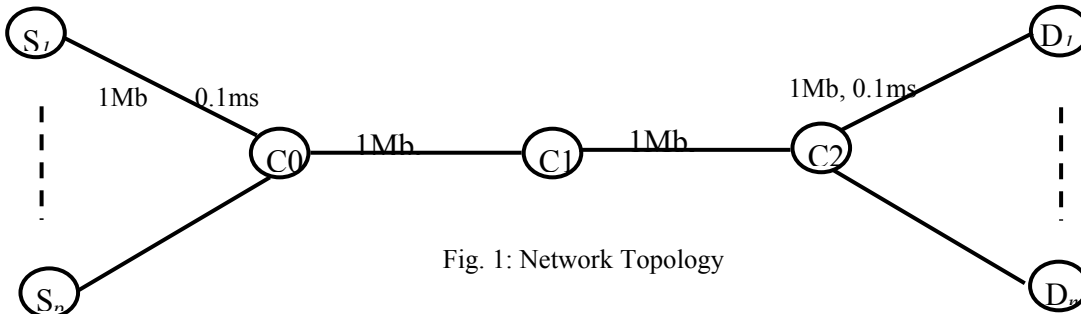 S1 D1
1Mb 0.1ms 1Mb, 0.1ms
C0 1Mb. C1 1Mb. C2
Fig. 1: Network Topology
Sn Dn